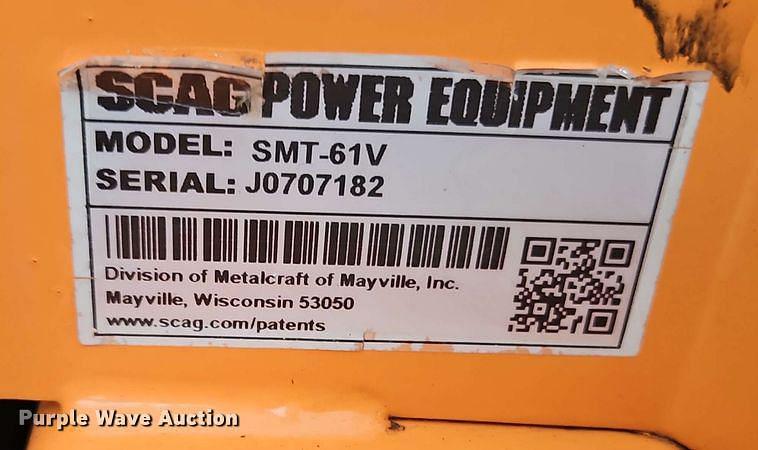 SCAG POWER EQUIPMENT
MODEL: SMT-61V
SERIAL: J0707182
Division of Metalcraft of Mayville, Inc.
Mayville, Wisconsin 53050
www.scag.com/patents
Purple Wave Auction